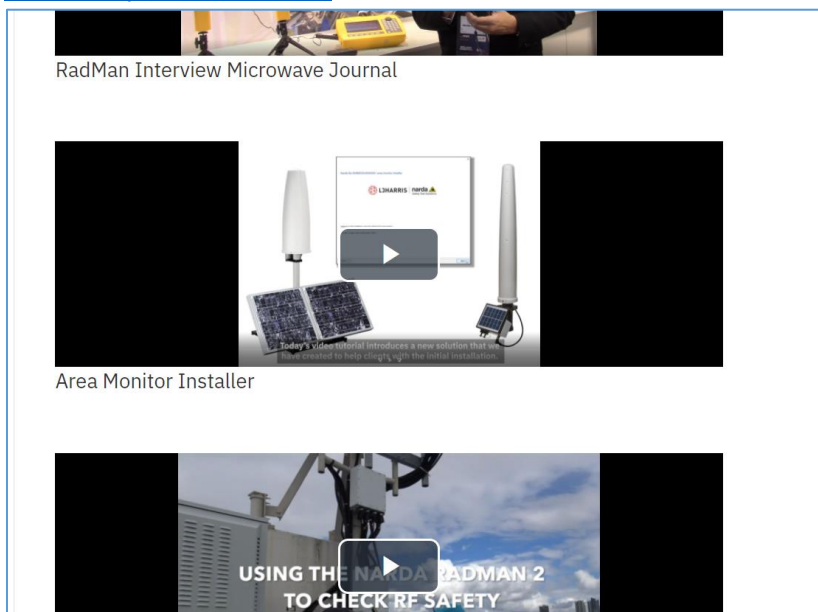 RadMan Interview Microwave Journal
L3HARRIS narda
Today's video tutorial introduces a new solution that we
have created to help clients with the initial installation.
Area Monitor Installer
USING THE NARDA RADMAN 2
TO CHECK RF SAFETY